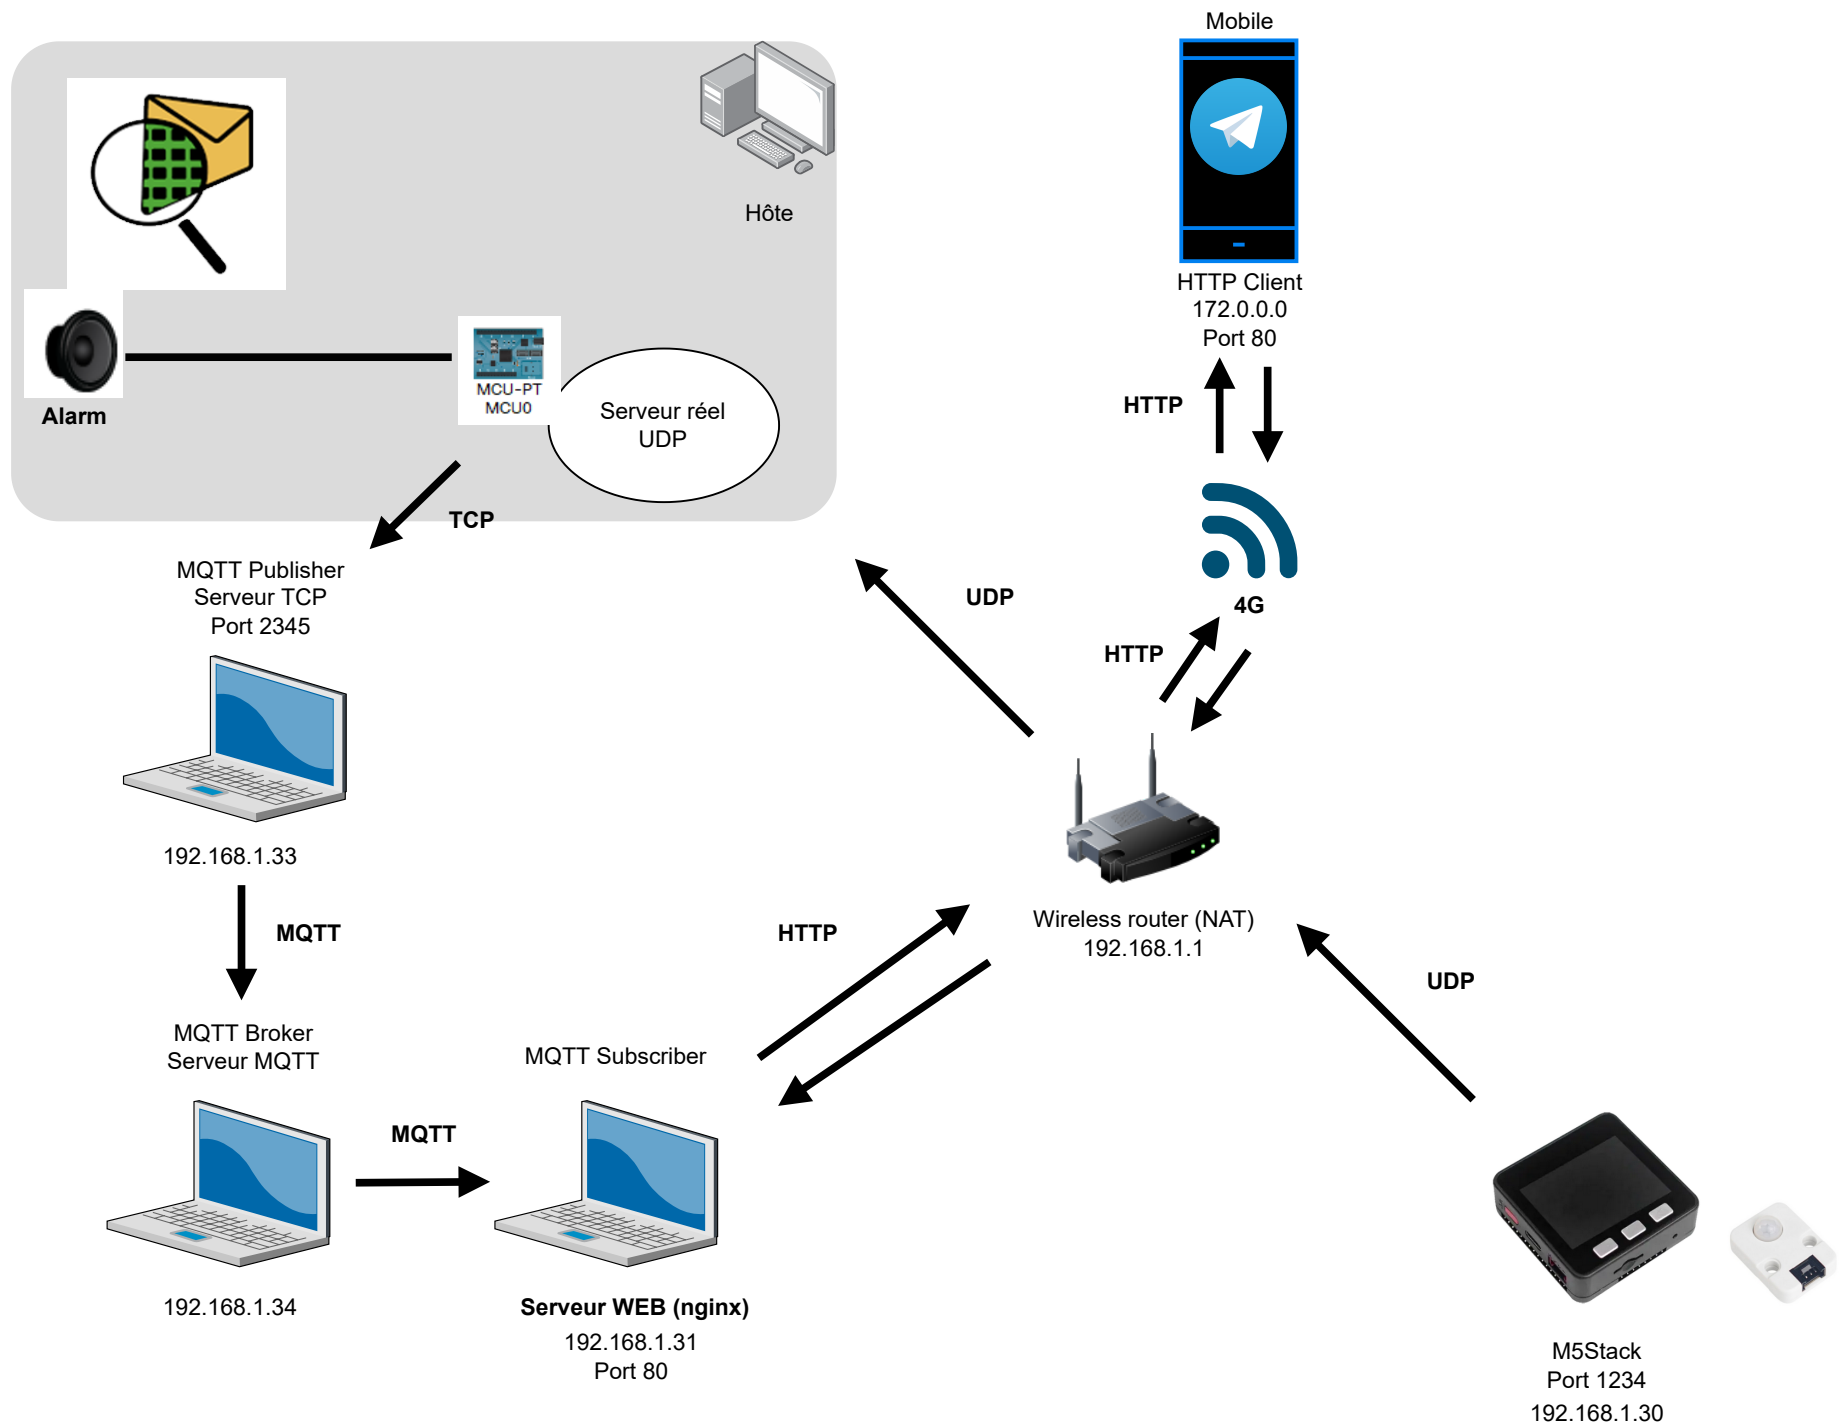 Mobile
Hôte
HTTP Client
172.0.0.0
Port 80
MCU-PT
MCU0
Serveur réel
UDP
Alarm
HTTP
TCP
MQTT Publisher
Serveur TCP
Port 2345
UDP
4G
HTTP
192.168.1.33
MQTT
HTTP
Wireless router (NAT)
192.168.1.1
UDP
MQTT Broker
Serveur MQTT
MQTT Subscriber
MQTT
192.168.1.34
Serveur WEB (nginx)
192.168.1.31
Port 80
M5Stack
Port 1234
192.168.1.30